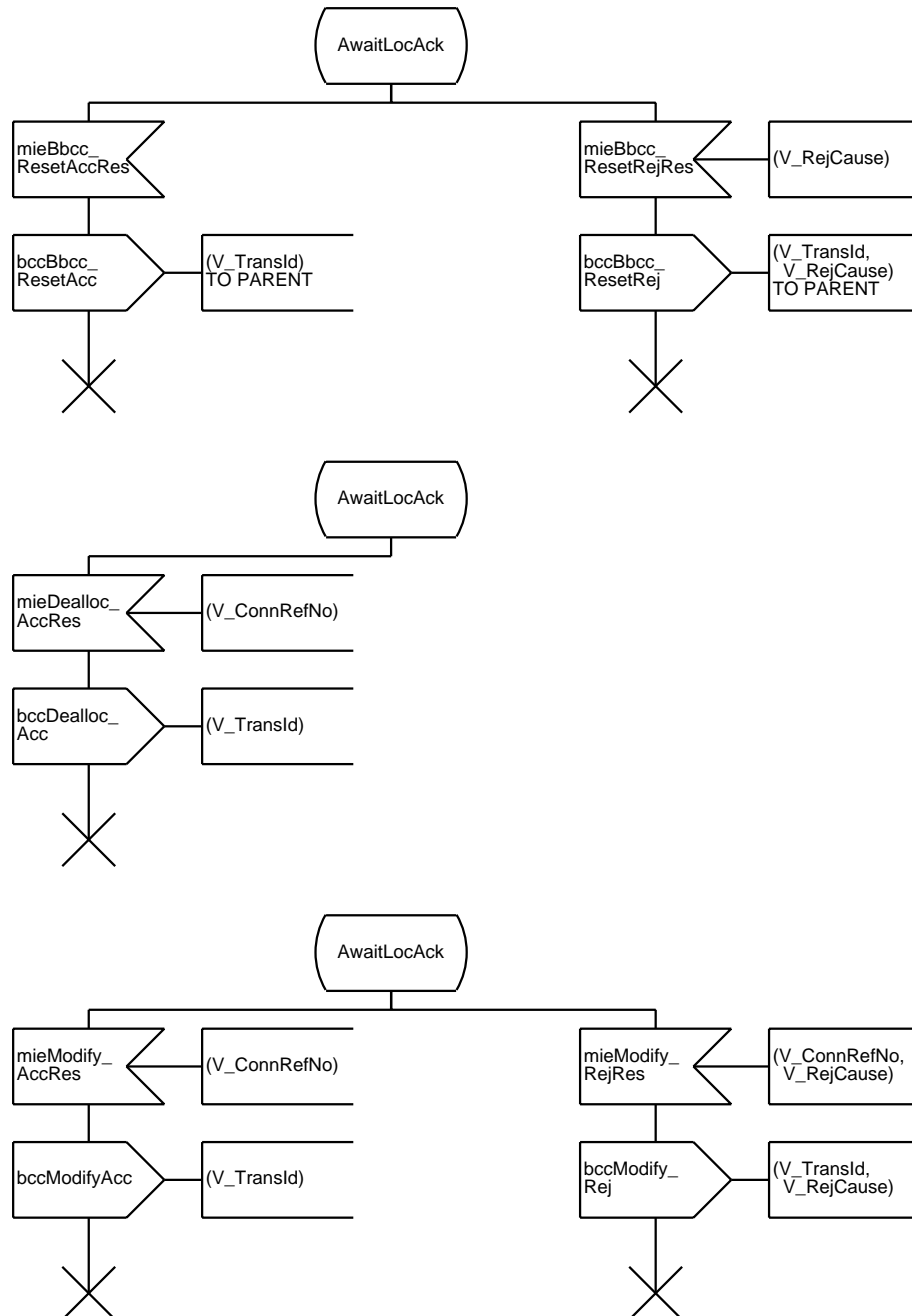 AwaitLocAck
mieBbcc_
ResetAccRes
mieBbcc_
ResetRejRes
(V_RejCause)
bccBbcc_
ResetAcc
(V_TransId)
TO PARENT
bccBbcc_
ResetRej
(V_TransId,
V_RejCause)
TO PARENT
AwaitLocAck
mieDealloc_
AccRes
(V_ConnRefNo)
bccDealloc_
Acc
(V_TransId)
AwaitLocAck
mieModify_
AccRes
(V_ConnRefNo)
mieModify_
RejRes
(V_ConnRefNo,
V_RejCause)
bccModifyAcc
(V_TransId)
bccModify_
Rej
(V_TransId,
V_RejCause)